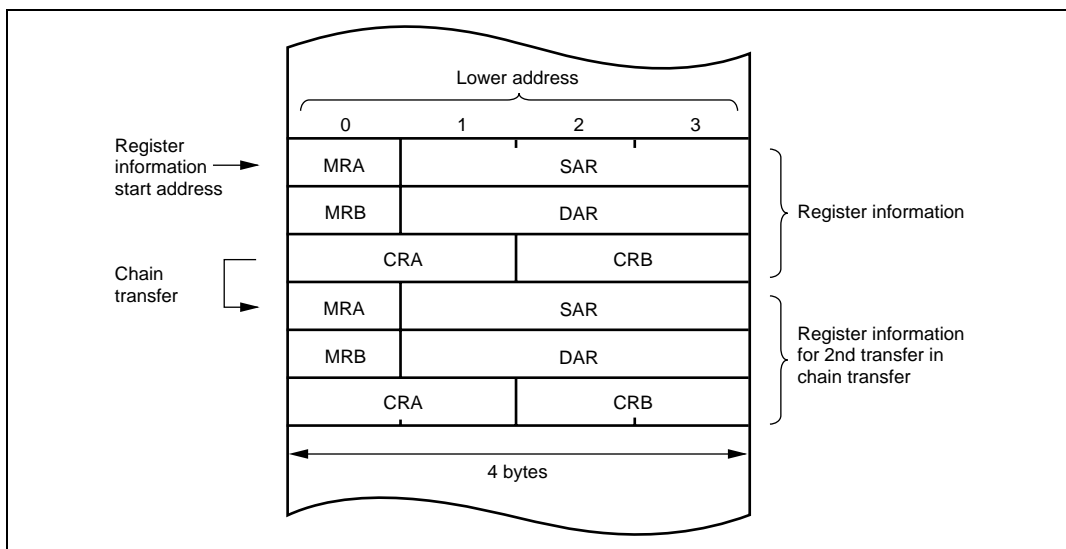 Lower address
0 1 2 3
Register
information
start address
MRA SAR
MRB DAR
Register information
CRA CRB
Chain
transfer
MRA SAR
MRB DAR
Register information
for 2nd transfer in
chain transfer
CRA CRB
4 bytes